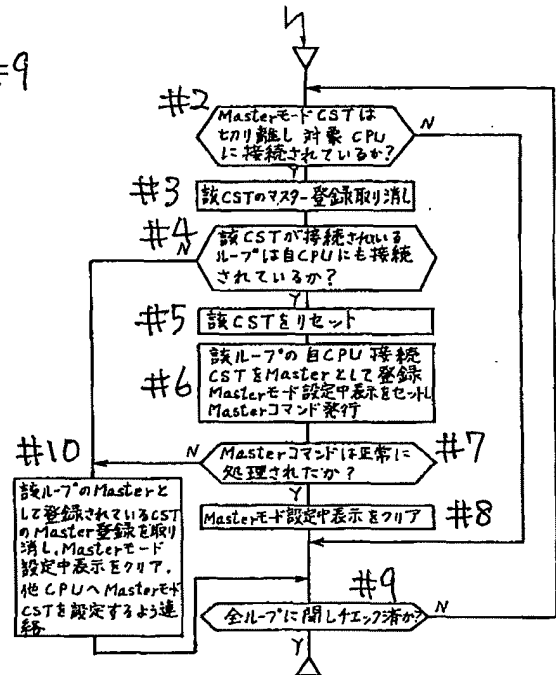 #9
#2
MasterモードCSTは
切り離し対象CPU
に接続されているか?
N
Y
#3
該CSTのマスター登録取り消し
#4
該CSTが接続されいる
ループは自CPUにも接続
されているか?
N
Y
#5
該CSTをリセット
#6
該ループの自CPU接続
CSTをMasterとして登録
Masterモード設定中表示をセットし
Masterコマンド発行
#7
Masterコマンドは正常に
処理されたか?
N
Y
#8
Masterモード設定中表示をクリア
#10
該ループのMasterと
して登録されているCST
のMaster登録を取り
消し、Masterモード
設定中表示をクリア.
他CPUへMasterモード
CSTを設定するよう連
絡
#9
全ループに関しチエック済か?
N
Y